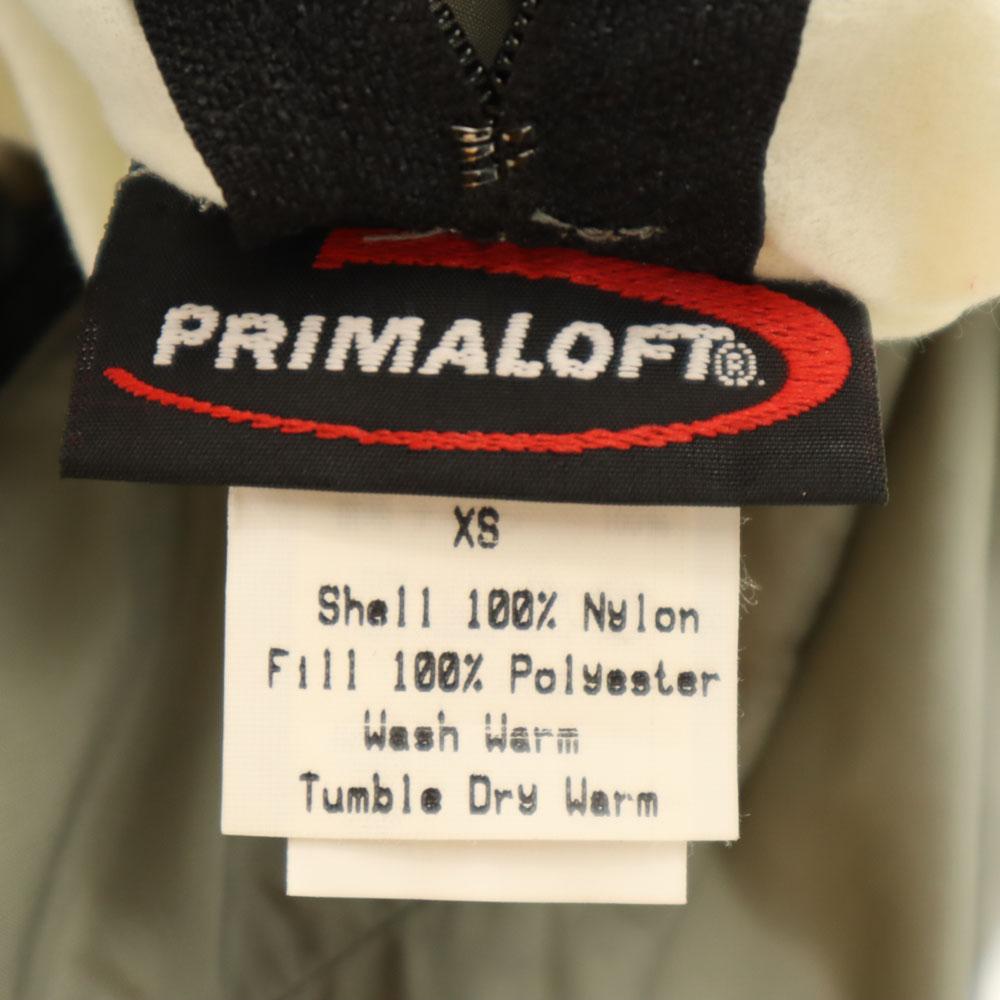 PRIMALOFT®
XS
Shell 100% Nylon
Fill 100% Polyester
Wash Warm
Tumble Dry Warm